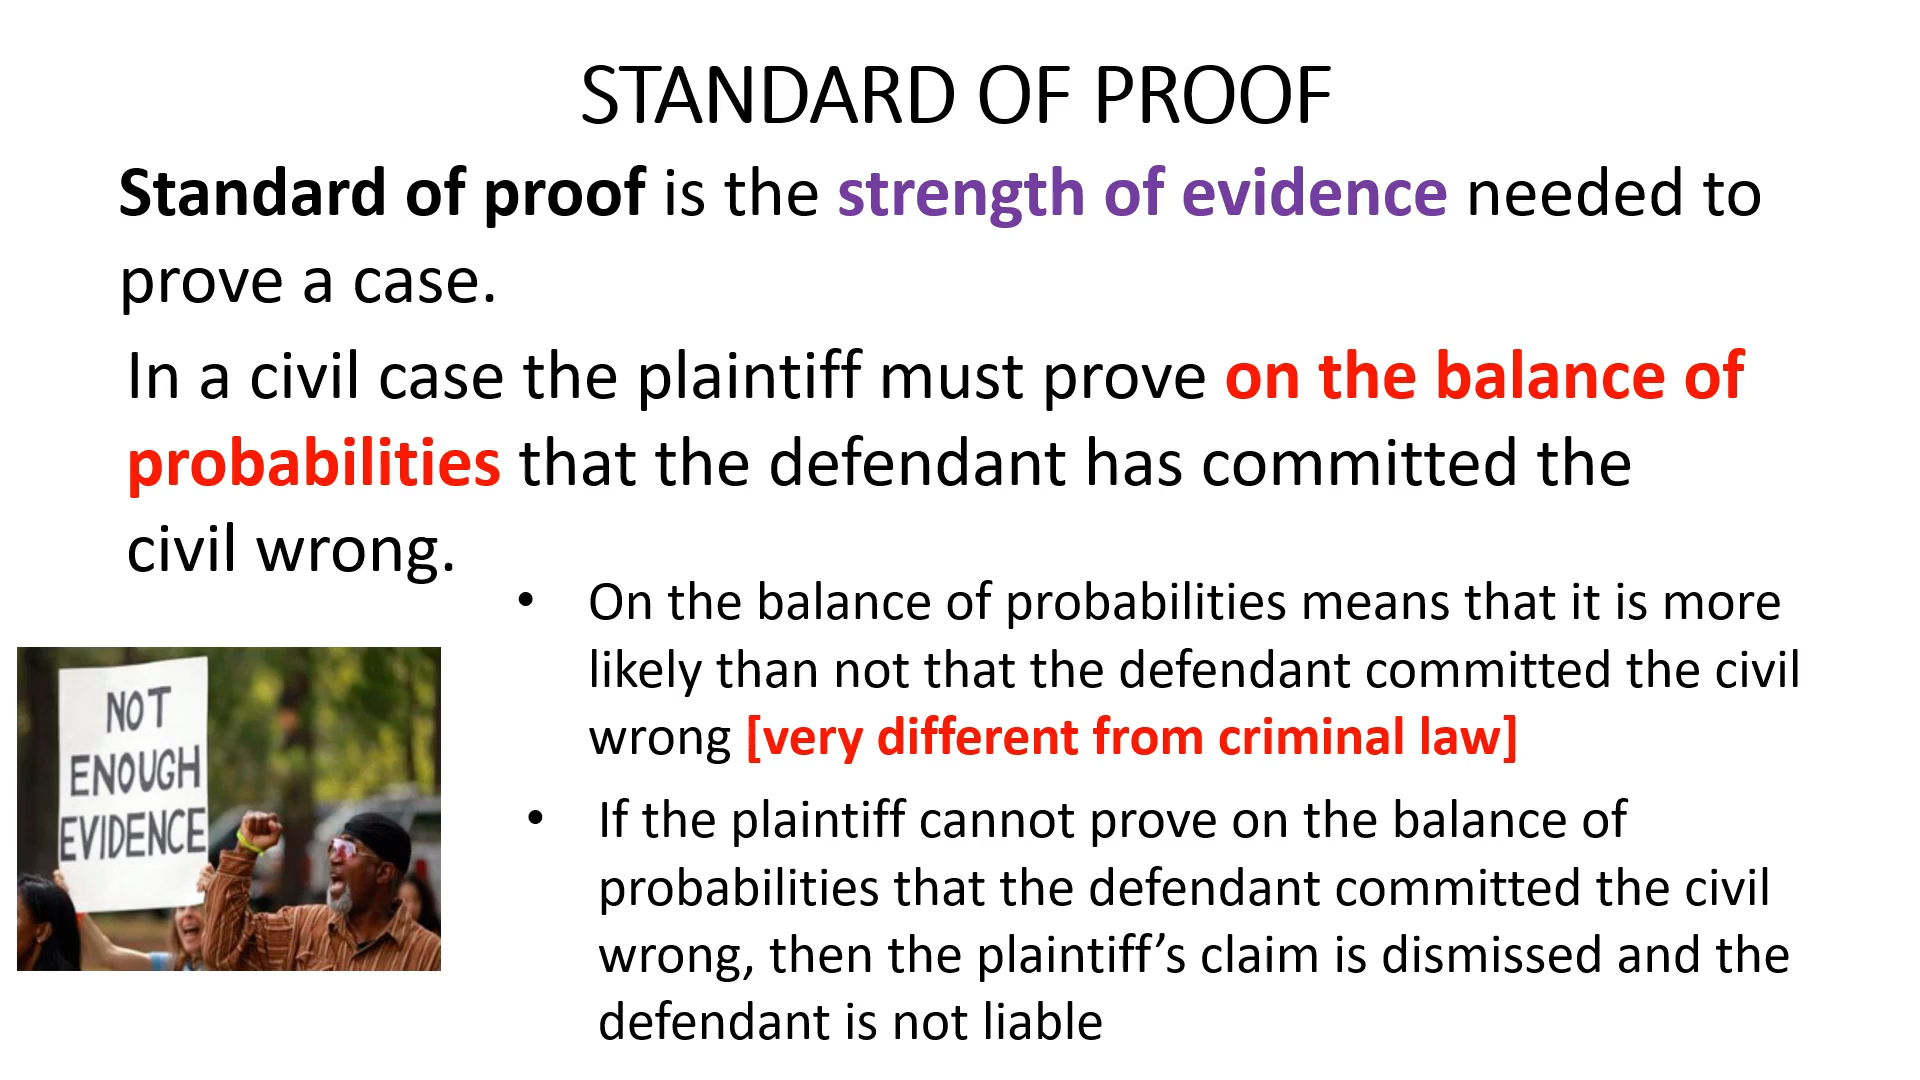 STANDARD OF PROOF
Standard of proof is the strength of evidence needed to
prove a case.
In a civil case the plaintiff must prove on the balance of
probabilities that the defendant has committed the
civil wrong.
• On the balance of probabilities means that it is more
likely than not that the defendant committed the civil
wrong [very different from criminal law]
NOT
ENOUGH
EVIDENCE
• If the plaintiff cannot prove on the balance of
probabilities that the defendant committed the civil
wrong, then the plaintiff’s claim is dismissed and the
defendant is not liable